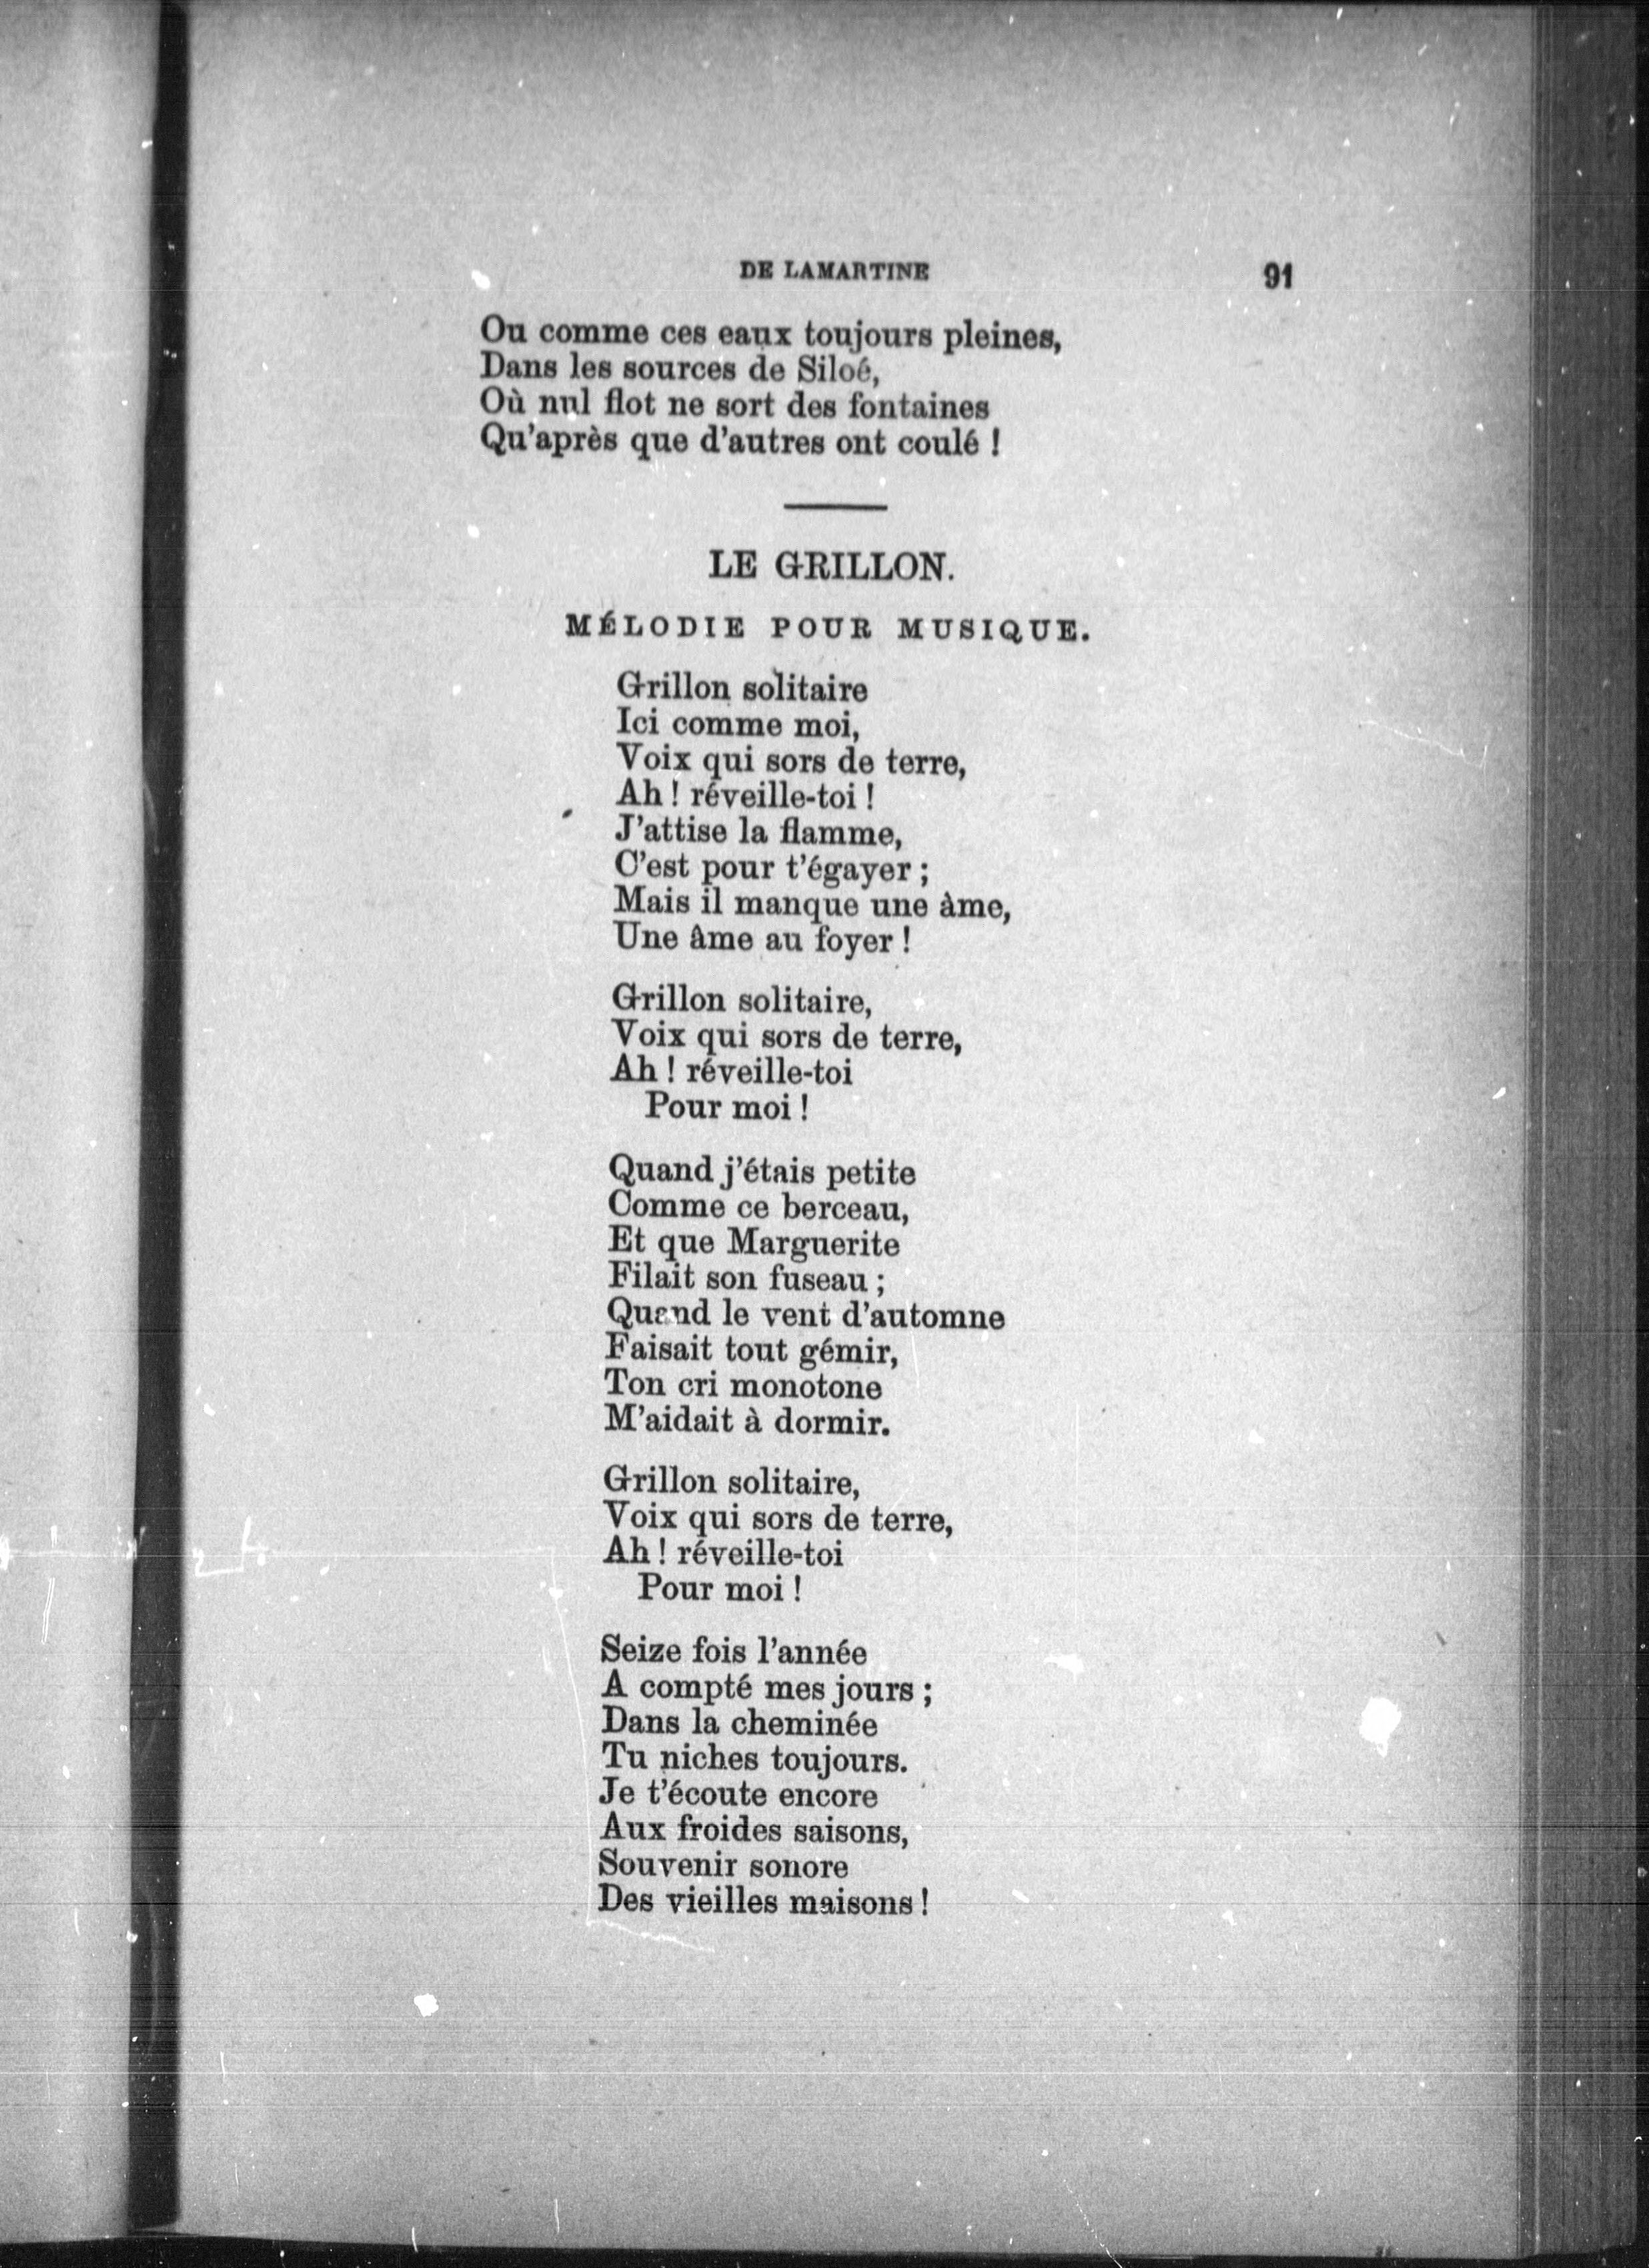 DE LAMARTINE 91
Ou comme ces eaux toujours pleines,
Dans les sources de Siloé,
Où nul flot ne sort des fontaines
Qu'après que d'autres ont coulé !
LE GRILLON.
MÉLODIE POUR MUSIQUE.
Grillon solitaire
Ici comme moi,
Voix qui sors de terre,
Ah ! réveille-toi !
J'attise la flamme,
C'est pour t'égayer ;
Mais il manque une àme,
Une âme au foyer !
Grillon solitaire,
Voix qui sors de terre,
Ah ! réveille-toi
Pour moi !
Quand j'étais petite
Comme ce berceau,
Et que Marguerite
Filait son fuseau ;
Quand le vent d'automne
Faisait tout gémir,
Ton cri monotone
M'aidait à dormir.
Grillon solitaire,
Voix qui sors de terre,
Ah ! réveille-toi
Pour moi !
Seize fois l'année
A compté mes jours ;
Dans la cheminée
Tu niches toujours.
Je t'écoute encore
Aux froides saisons,
Souvenir sonore
Des vieilles maisons !